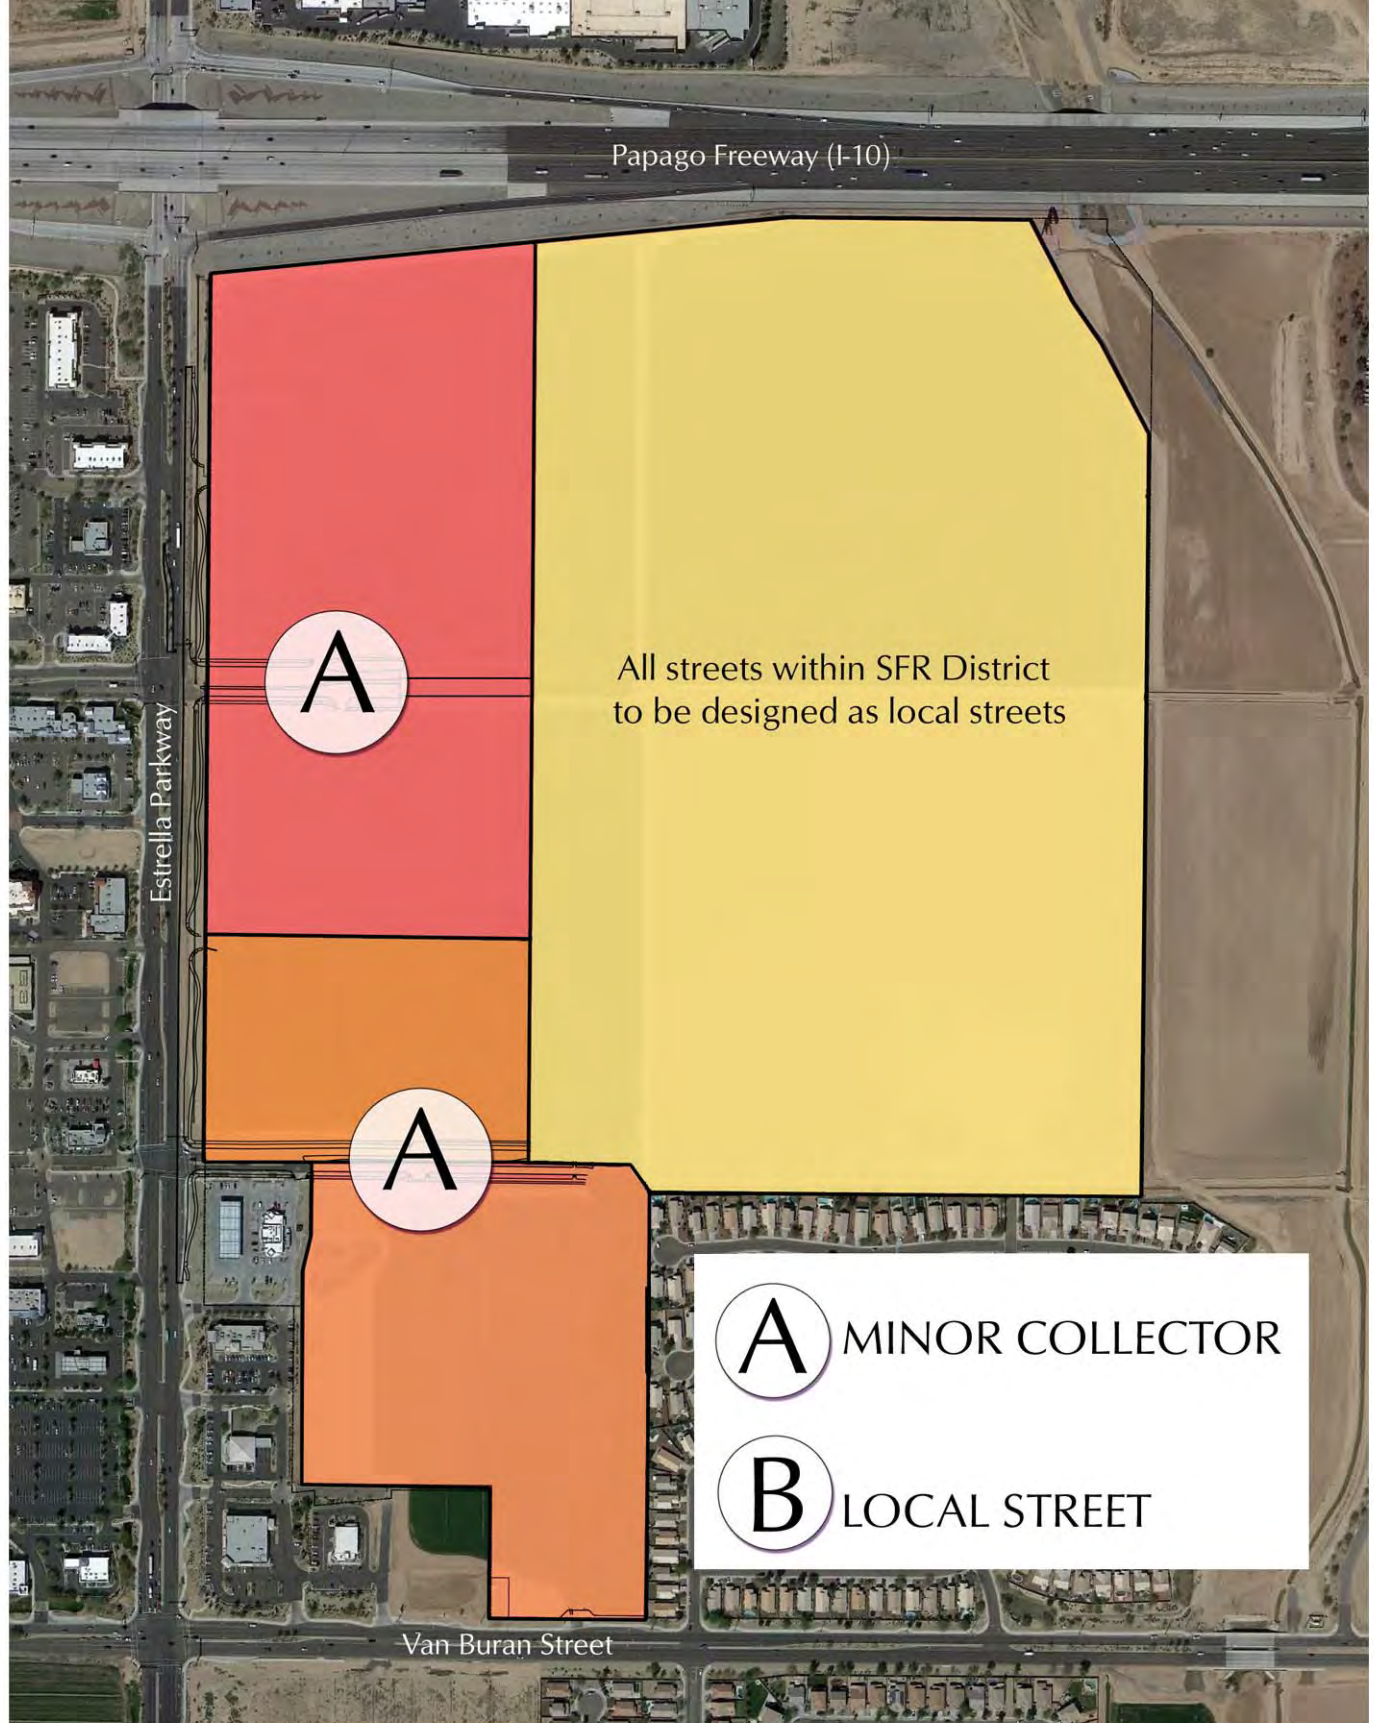 Papago Freeway (I-10)
A
All streets within SFR District
to be designed as local streets
Estrella Parkway
A
A MINOR COLLECTOR
B LOCAL STREET
Van Buran Street